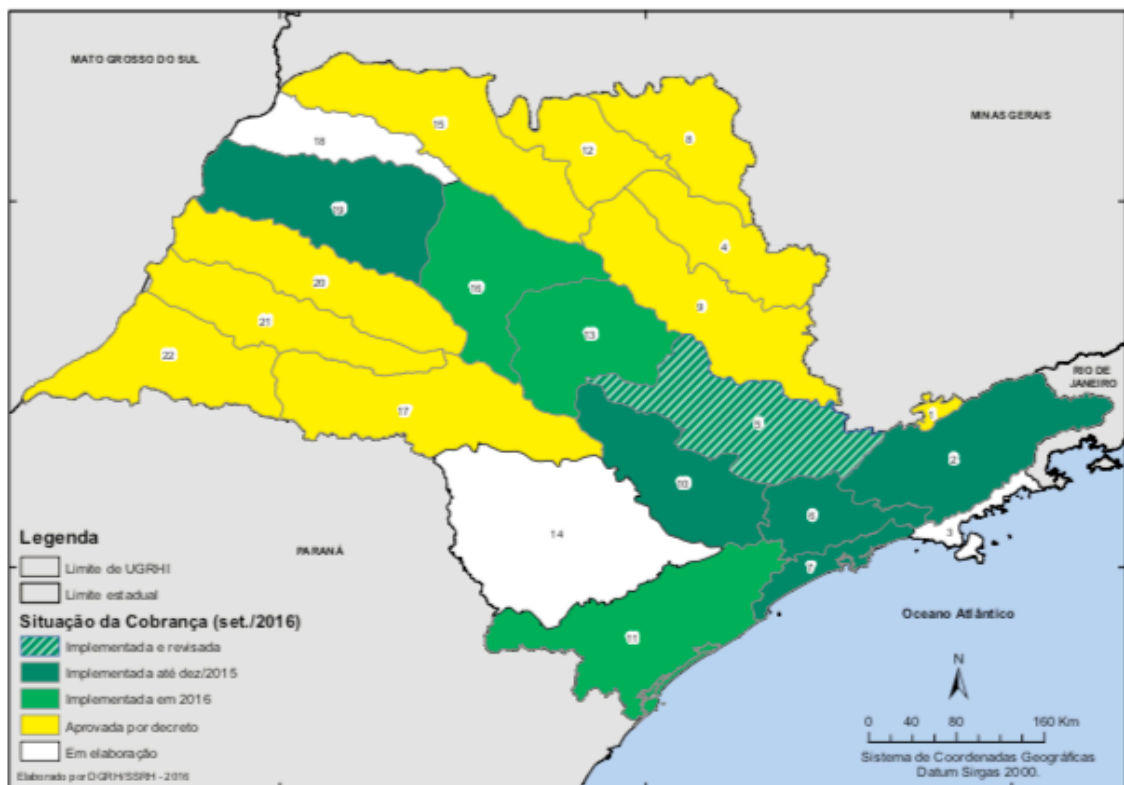 MATO GROSSO DO SUL
MINAS GERAIS
15
8
12
18
19
4
20
16
9
21
13
22
RIO DE
JANEIRO
17
1
5
2
10
6
3
14
7
11
PARANÁ
Oceano Atlântico
Legenda
Limite de UGRHI
Limite estadual
Situação da Cobrança (set./2016)
Implementada e revisada
Implementada até dez/2015
Implementada em 2016
Aprovada por decreto
Em elaboração
Elaborado por DGRH/SSRH - 2016
N
0 40 80 160 Km
Sistema de Coordenadas Geográficas
Datum Sirgas 2000.